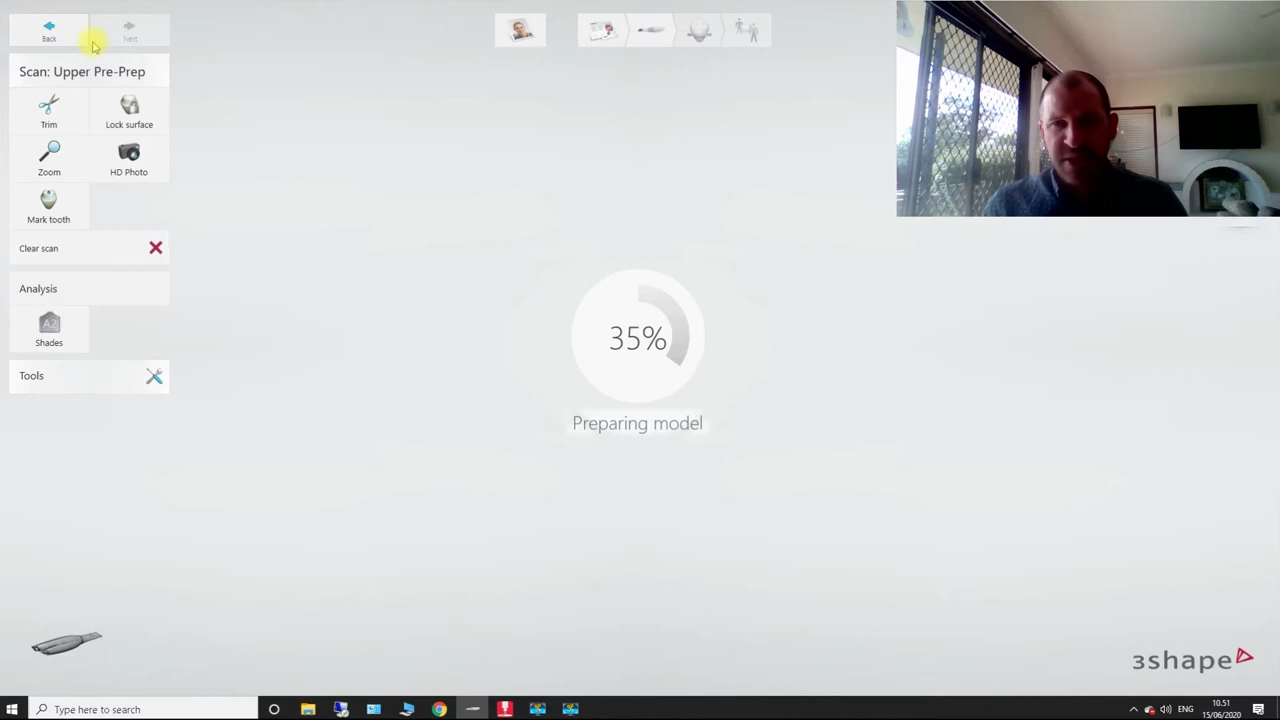 Back
Next
Scan: Upper Pre-Prep
Trim
Lock surface
Zoom
HD Photo
Mark tooth
Clear scan
Analysis
A2
Shades
Tools
35%
Preparing model
3shape
Type here to search
ENG
10.51
15/06/2020